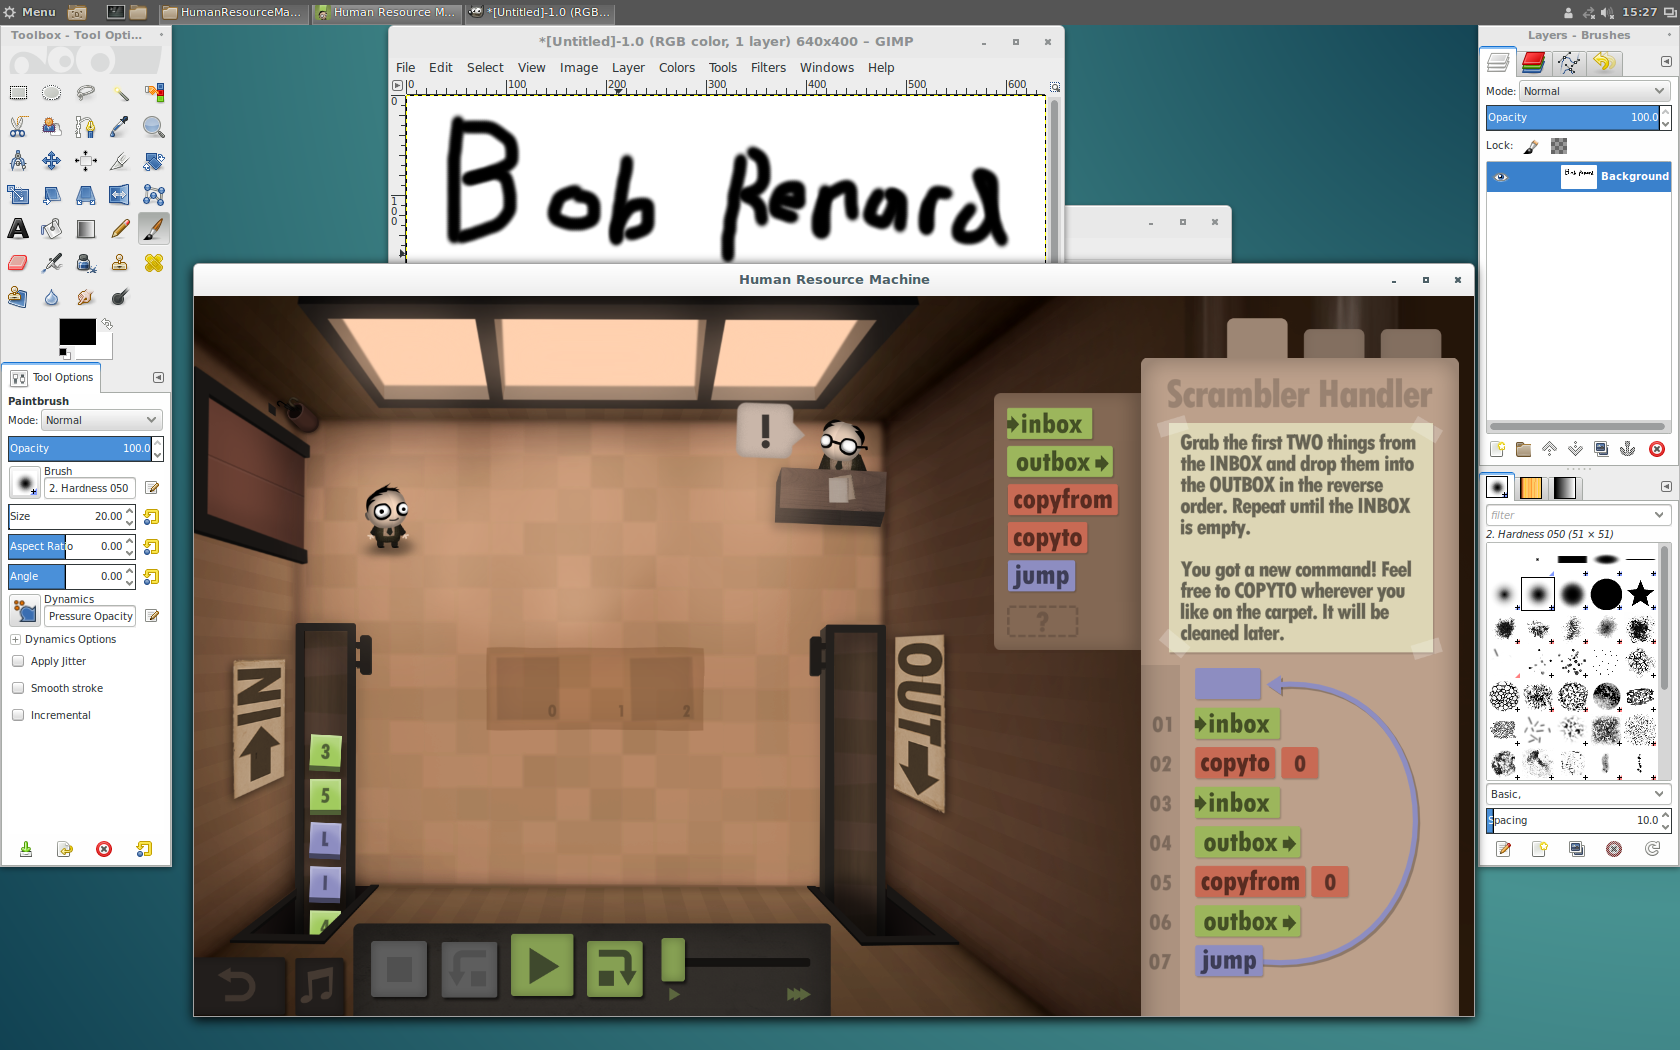 Menu
HumanResourceMa...
Human Resource M...
*[Untitled]-1.0 (RGB...
15:27
Toolbox - Tool Opti...
*[Untitled]-1.0 (RGB color, 1 layer) 640x400 – GIMP
File Edit Select View Image Layer Colors Tools Filters Windows Help
0 100 200 300 400 500 600
0
100
Bob Renard
Tool Options
Paintbrush
Mode: Normal
Opacity 100.0
Brush
2. Hardness 050
Size 20.00
Aspect Ratio 0.00
Angle 0.00
Dynamics
Pressure Opacity
Dynamics Options
Apply Jitter
Smooth stroke
Incremental
Human Resource Machine
!
IN
3
5
L
I
4
0 1 2
OUT
inbox
outbox
copyfrom
copyto
jump
?
Scrambler Handler
Grab the first TWO things from
the INBOX and drop them into
the OUTBOX in the reverse
order. Repeat until the INBOX
is empty.
You got a new command! Feel
free to COPYTO wherever you
like on the carpet. It will be
cleaned later.
01 inbox
02 copyto 0
03 inbox
04 outbox
05 copyfrom 0
06 outbox
07 jump
Layers - Brushes
Mode: Normal
Opacity 100.0
Lock:
Background
filter
2. Hardness 050 (51 × 51)
Basic,
Spacing 10.0